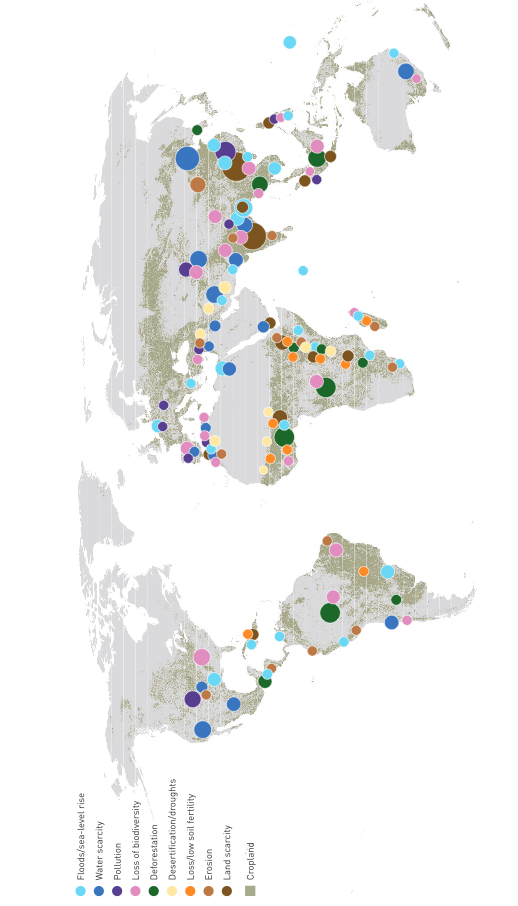 Floods/sea-level rise
Water scarcity
Pollution
Loss of biodiversity
Deforestation
Desertification/droughts
Loss/low soil fertility
Erosion
Land scarcity
Cropland